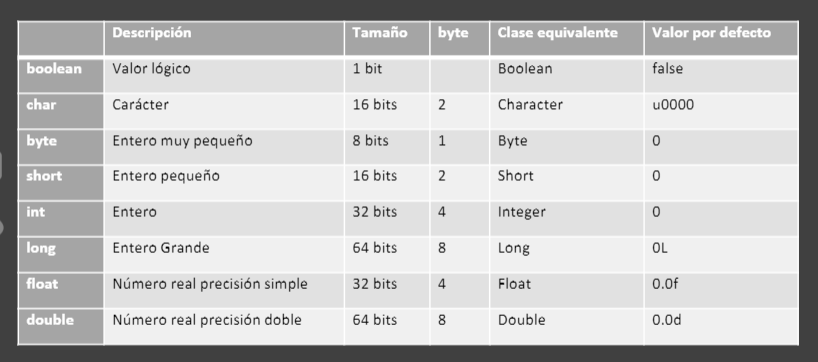 Descripción Tamaño byte Clase equivalente Valor por defecto
boolean Valor lógico 1 bit Boolean false
char Carácter 16 bits 2 Character u0000
byte Entero muy pequeño 8 bits 1 Byte 0
short Entero pequeño 16 bits 2 Short 0
int Entero 32 bits 4 Integer 0
long Entero Grande 64 bits 8 Long 0L
float Número real precisión simple 32 bits 4 Float 0.0f
double Número real precisión doble 64 bits 8 Double 0.0d